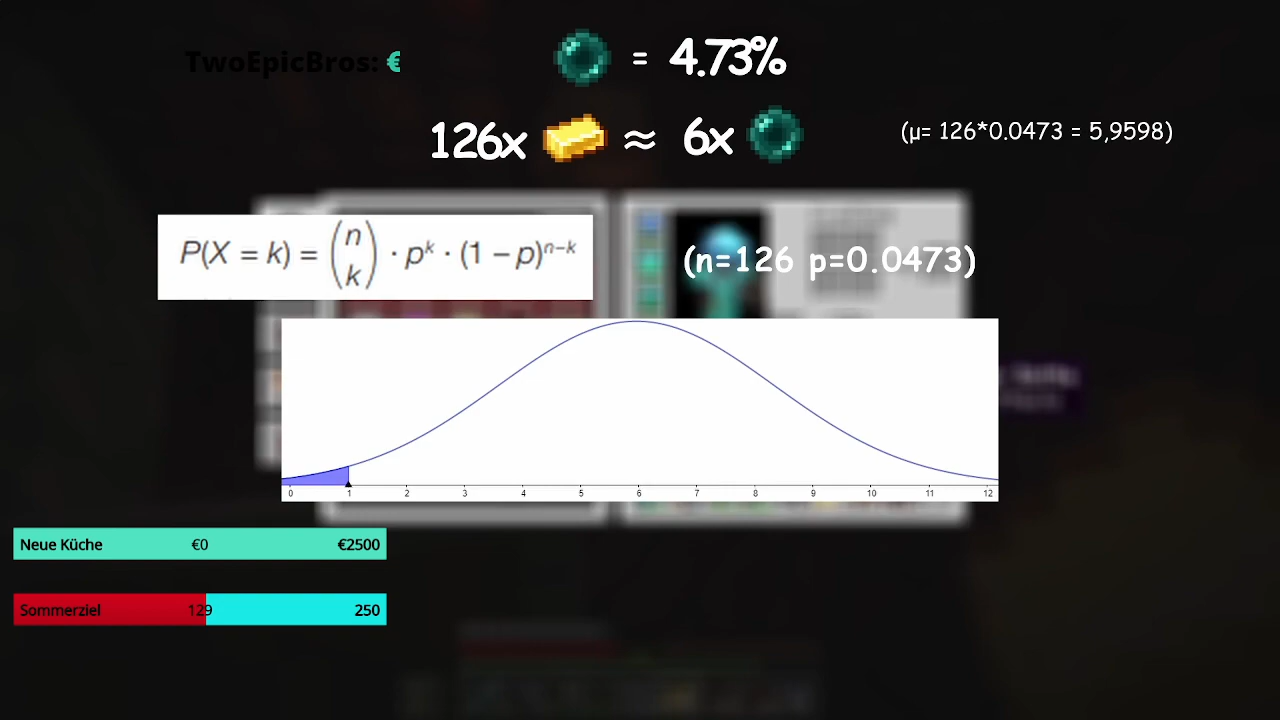 TwoEpicBros: €
= 4.73%
126x ≈ 6x
(μ= 126*0.0473 = 5,9598)
P(X = k) = (n k) · p^k · (1 − p)^n−k
(n=126 p=0.0473)
0 1 2 3 4 5 6 7 8 9 10 11 12
Neue Küche €0 €2500
Sommerziel 129 250